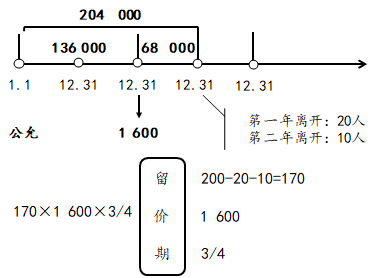 204 000
136 000 68 000
1.1 12.31 12.31 12.31 12.31
第一年离开：20人
第二年离开：10人
公允 1 600
留 200-20-10=170
170×1 600×3/4 价 1 600
期 3/4